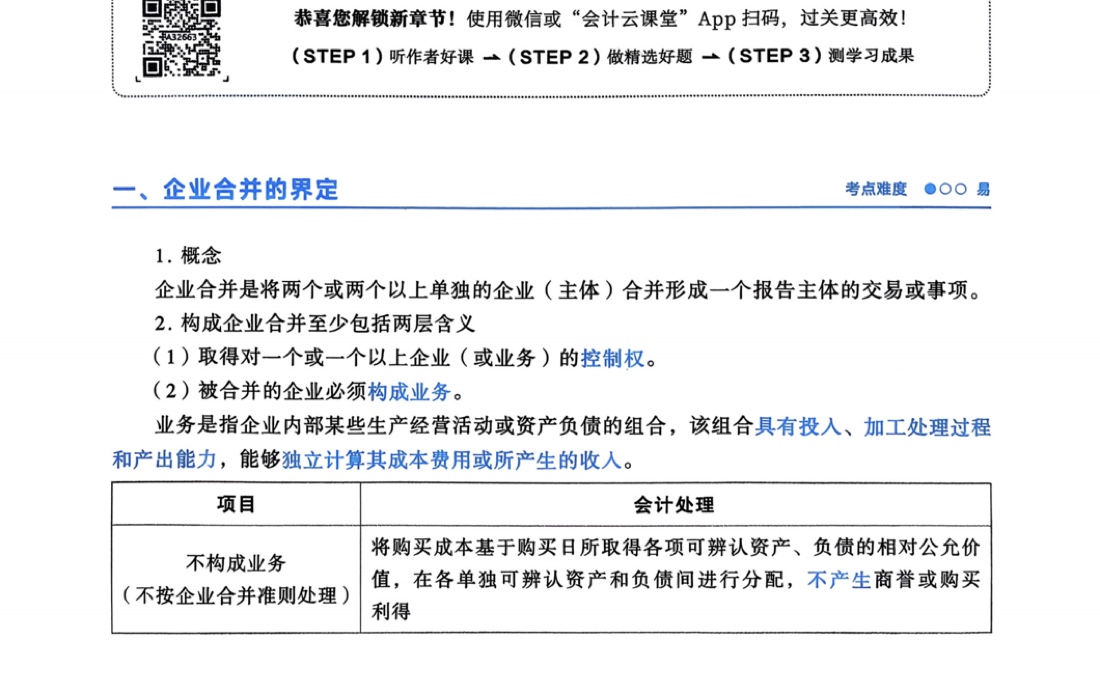 RA32663
恭喜您解锁新章节！使用微信或“会计云课堂”App 扫码，过关更高效！
（STEP 1）听作者好课 → （STEP 2）做精选好题 → （STEP 3）测学习成果
一、企业合并的界定
考点难度 ●○○ 易
1. 概念
企业合并是将两个或两个以上单独的企业（主体）合并形成一个报告主体的交易或事项。
2. 构成企业合并至少包括两层含义
（1）取得对一个或一个以上企业（或业务）的控制权。
（2）被合并的企业必须构成业务。
业务是指企业内部某些生产经营活动或资产负债的组合，该组合具有投入、加工处理过程
和产出能力，能够独立计算其成本费用或所产生的收入。
项目
会计处理
不构成业务
（不按企业合并准则处理）
将购买成本基于购买日所取得各项可辨认资产、负债的相对公允价
值，在各单独可辨认资产和负债间进行分配，不产生商誉或购买
利得